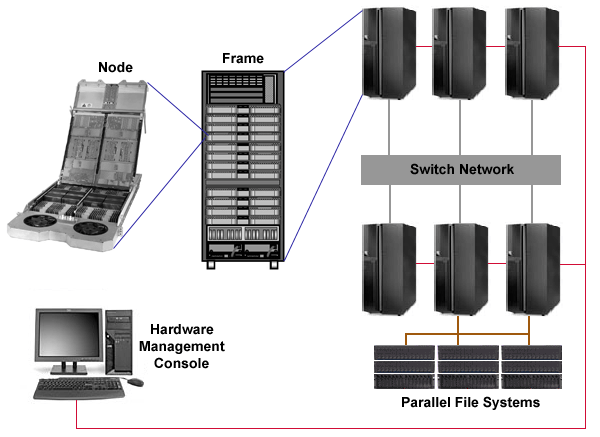 Node
Frame
Switch Network
Hardware
Management
Console
Parallel File Systems